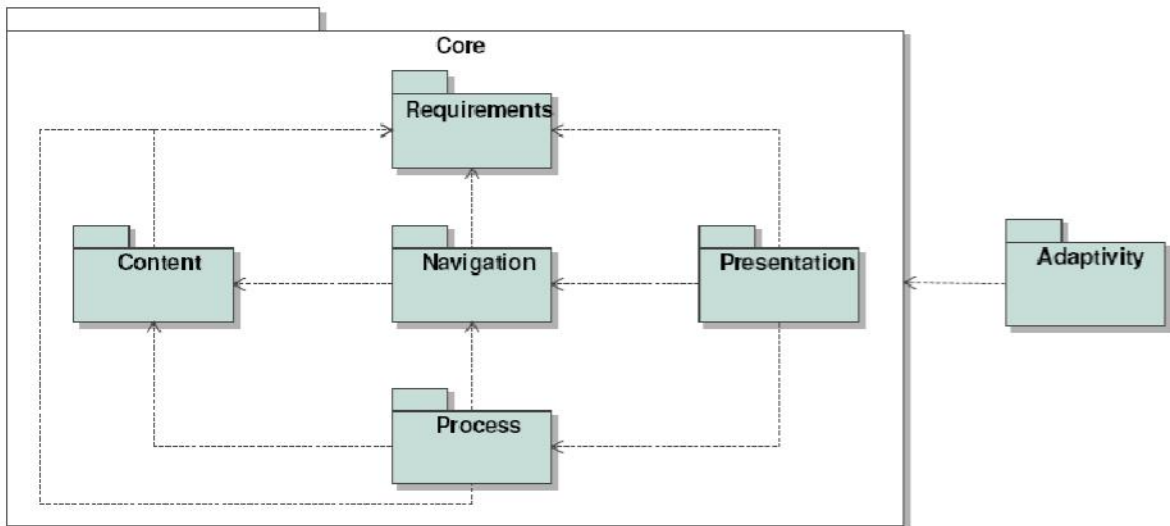 Core
Requirements
Content
Navigation
Presentation
Adaptivity
Process